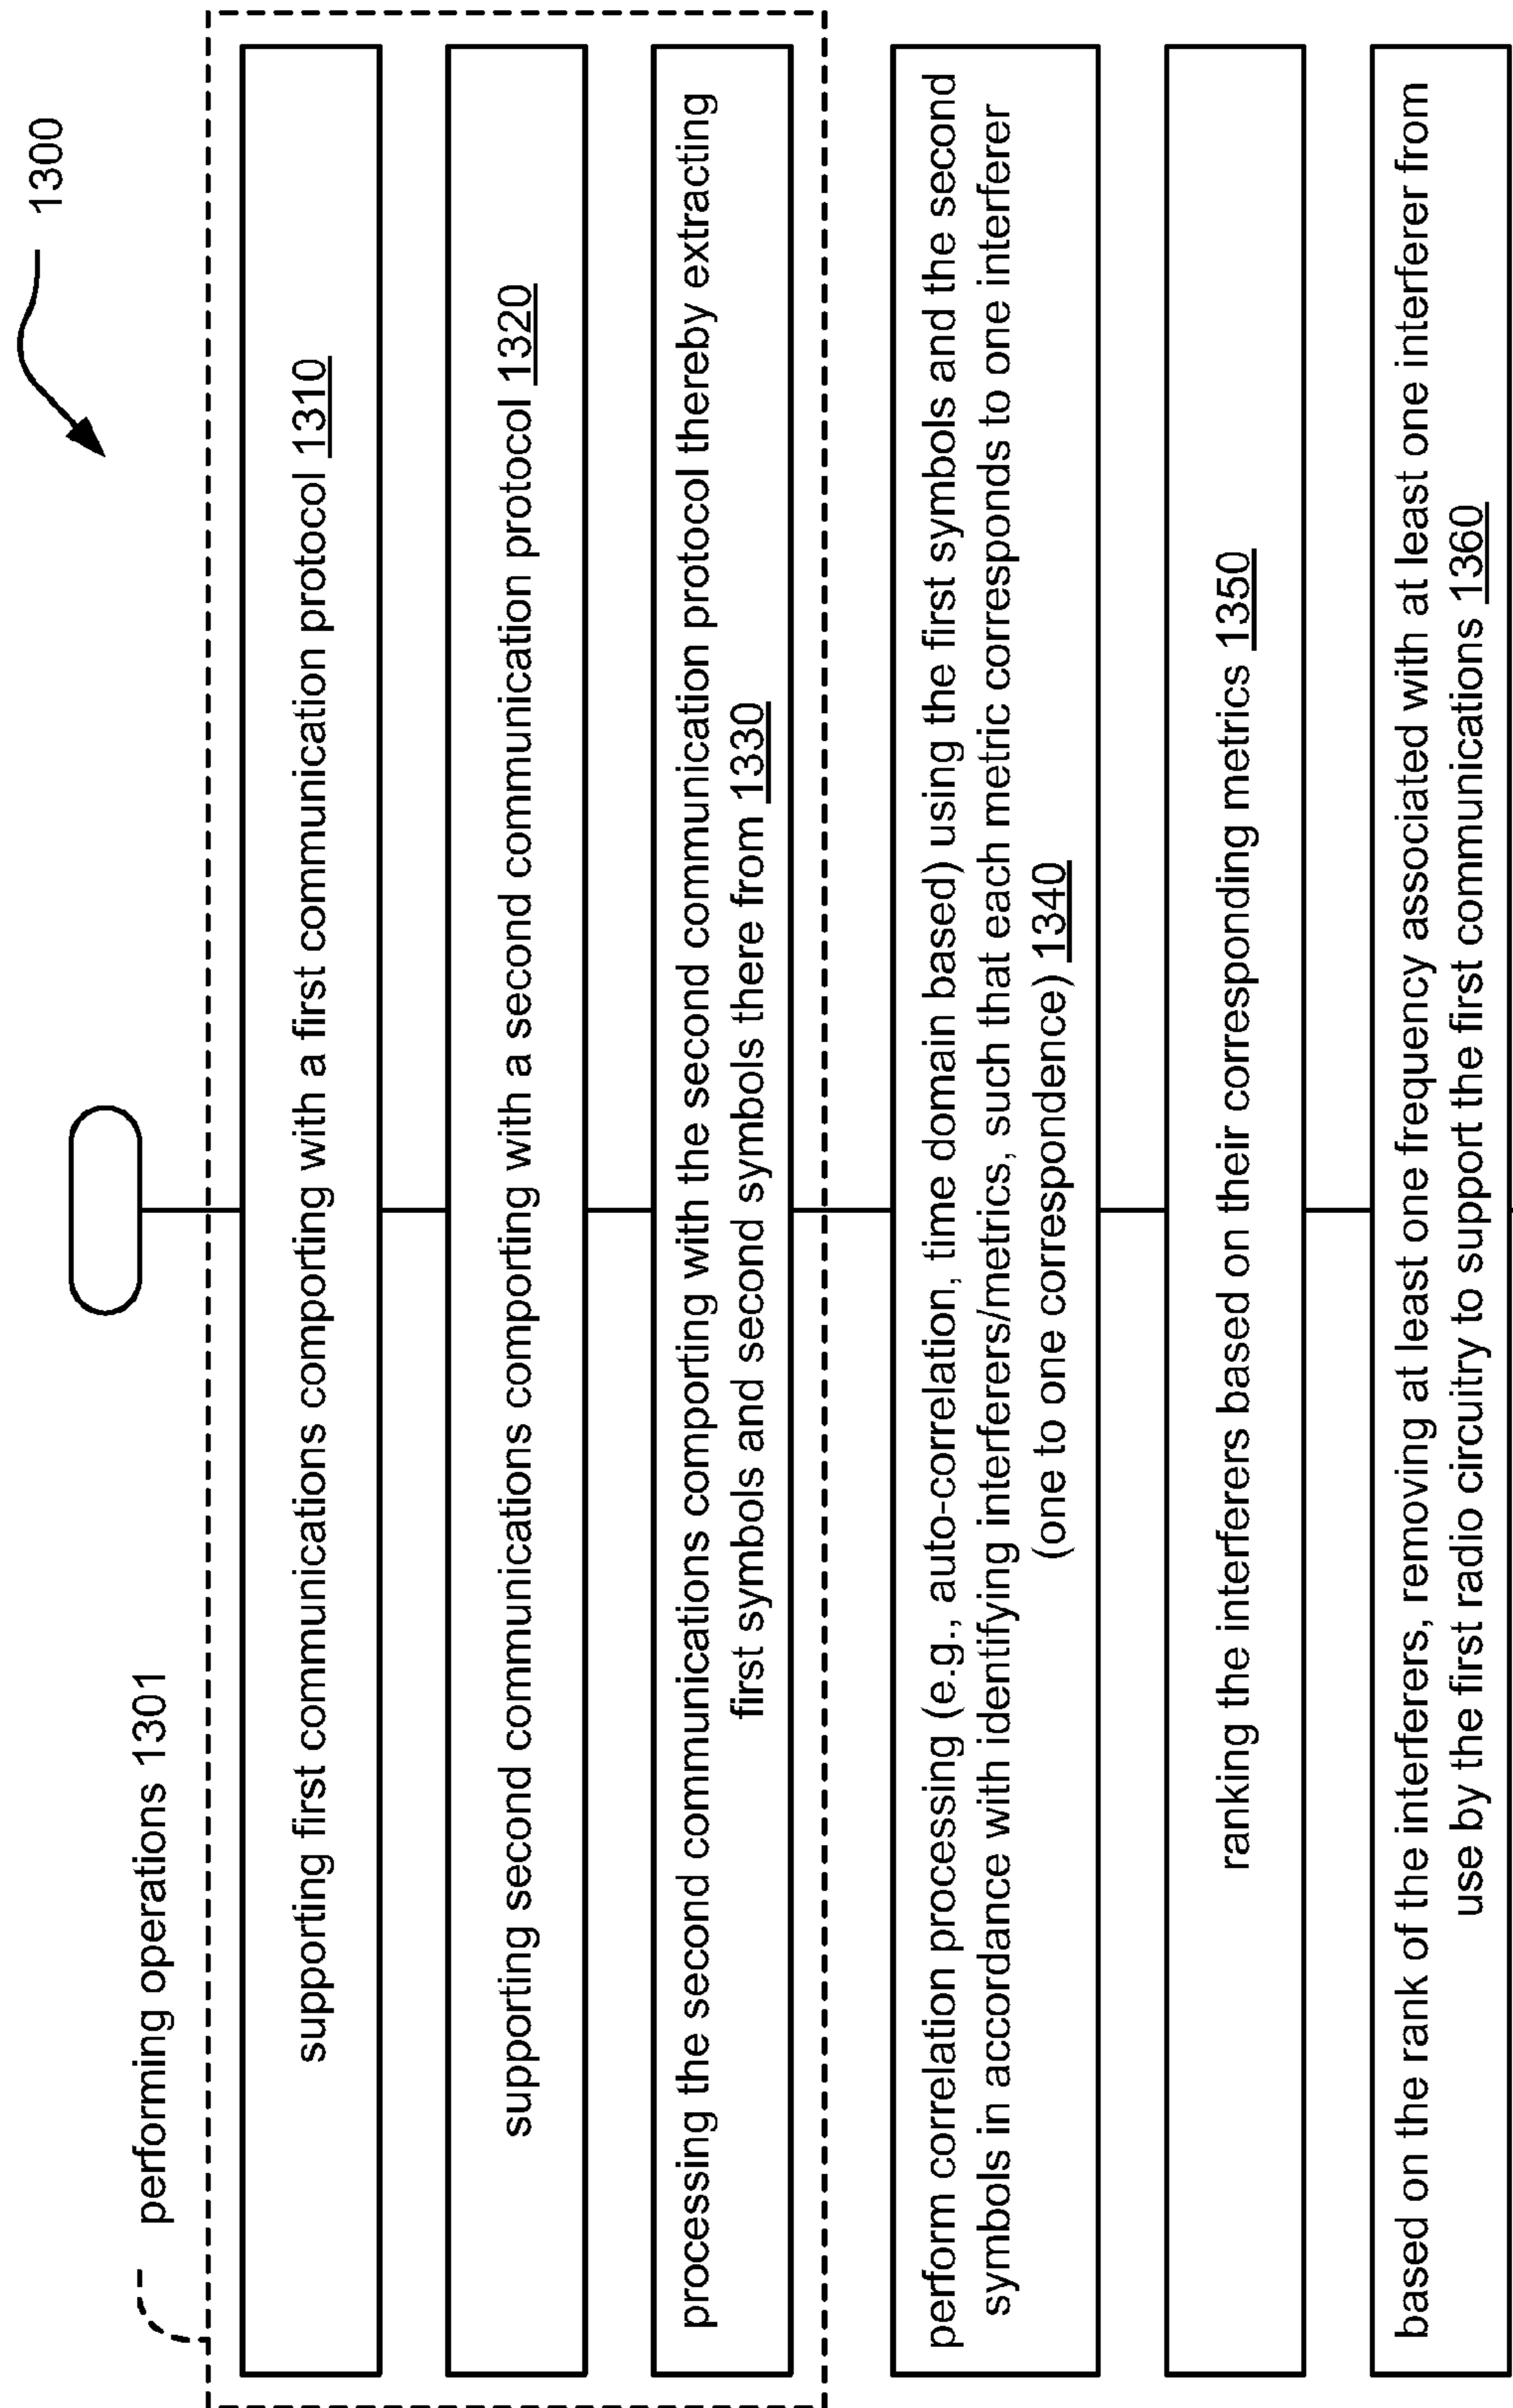 1300
performing operations 1301
supporting first communications comporting with a first communication protocol 1310
supporting second communications comporting with a second communication protocol 1320
processing the second communications comporting with the second communication protocol thereby extracting
first symbols and second symbols there from 1330
perform correlation processing (e.g., auto-correlation, time domain based) using the first symbols and the second
symbols in accordance with identifying interferers/metrics, such that each metric corresponds to one interferer
(one to one correspondence) 1340
ranking the interferers based on their corresponding metrics 1350
based on the rank of the interferers, removing at least one frequency associated with at least one interferer from
use by the first radio circuitry to support the first communications 1360